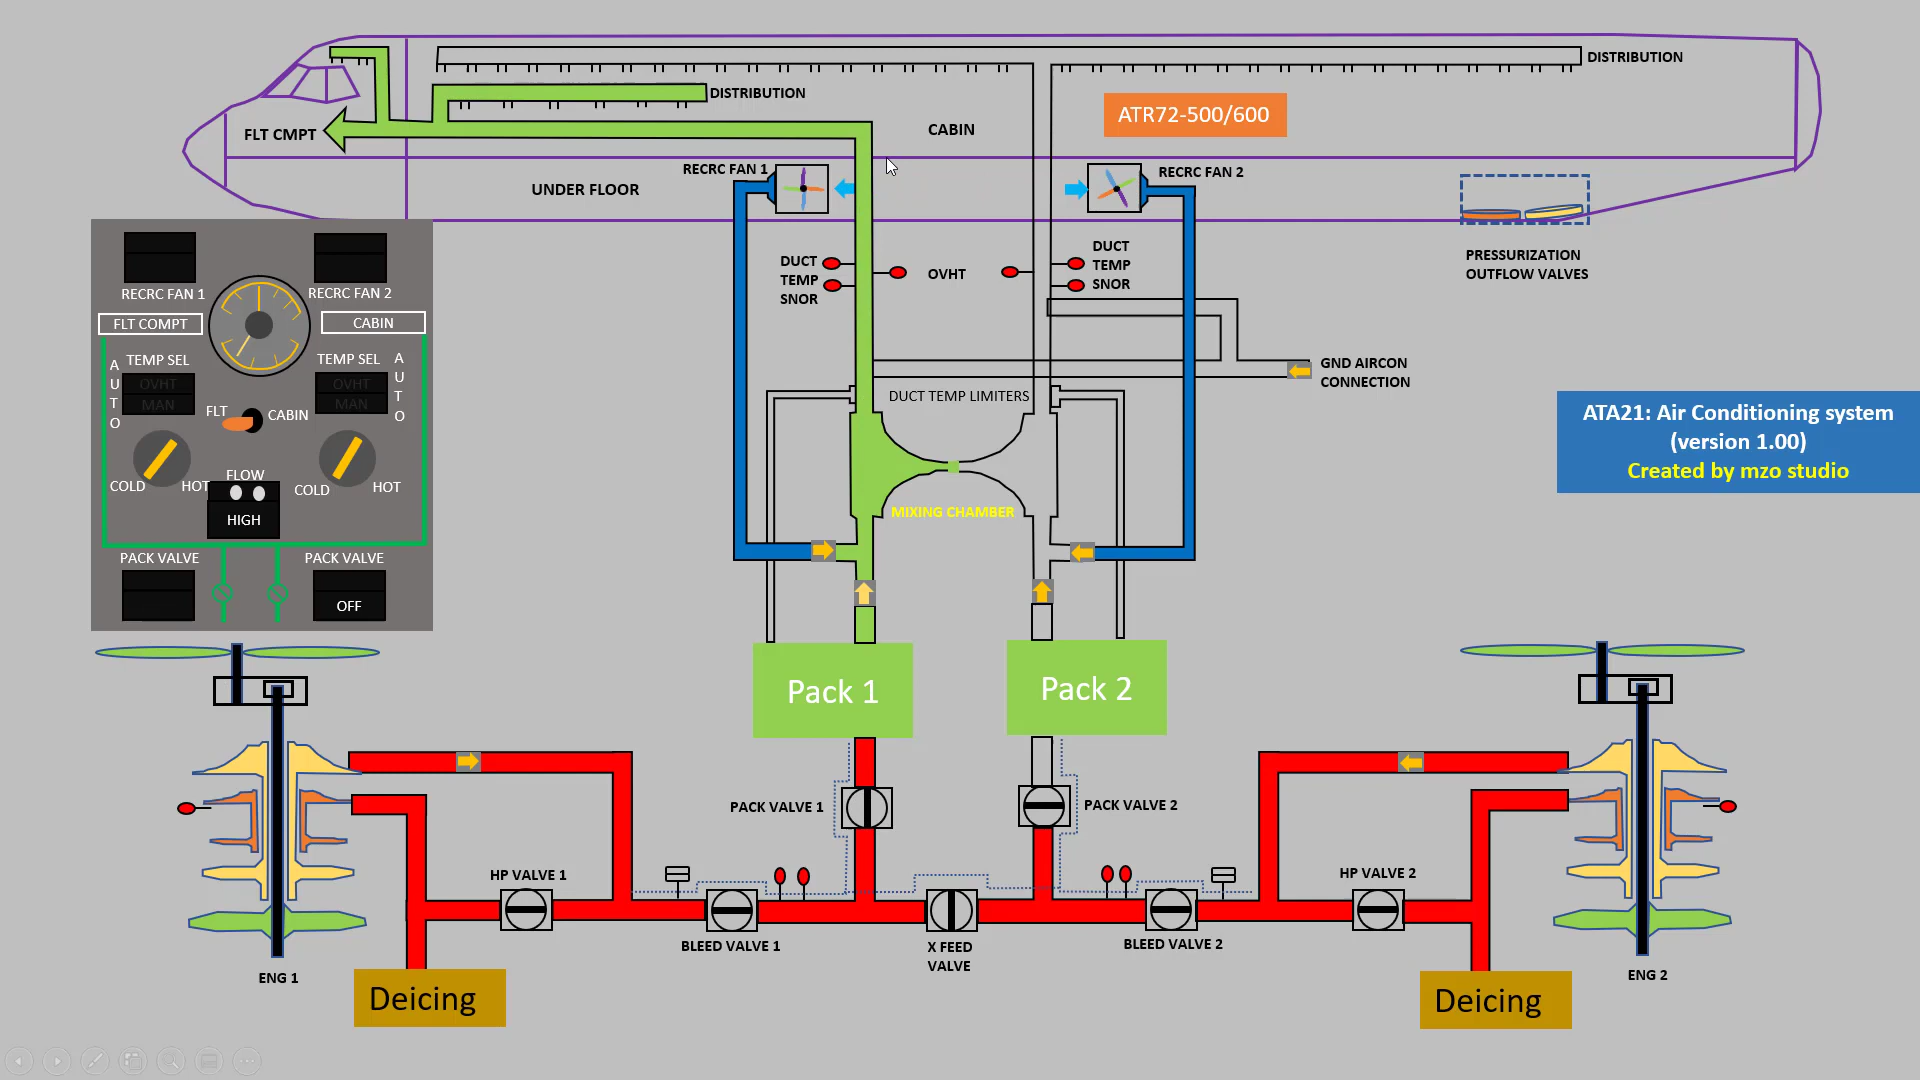 DISTRIBUTION
DISTRIBUTION
ATR72-500/600
FLT CMPT
CABIN
RECRC FAN 1
RECRC FAN 2
UNDER FLOOR
PRESSURIZATION
OUTFLOW VALVES
DUCT
TEMP
SNOR
OVHT
DUCT
TEMP
SNOR
GND AIRCON
CONNECTION
DUCT TEMP LIMITERS
MIXING CHAMBER
ATA21: Air Conditioning system
(version 1.00)
Created by mzo studio
RECRC FAN 1
RECRC FAN 2
FLT COMPT
CABIN
TEMP SEL
TEMP SEL
AUTO
AUTO
OVHT
MAN
OVHT
MAN
FLT
CABIN
COLD
HOT
FLOW
HIGH
COLD
HOT
PACK VALVE
PACK VALVE
OFF
Pack 1
Pack 2
PACK VALVE 1
PACK VALVE 2
HP VALVE 1
HP VALVE 2
BLEED VALVE 1
X FEED
VALVE
BLEED VALVE 2
ENG 1
ENG 2
Deicing
Deicing